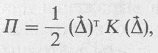 П = 1/2 (Δ⃗)ᵀ K (Δ⃗),